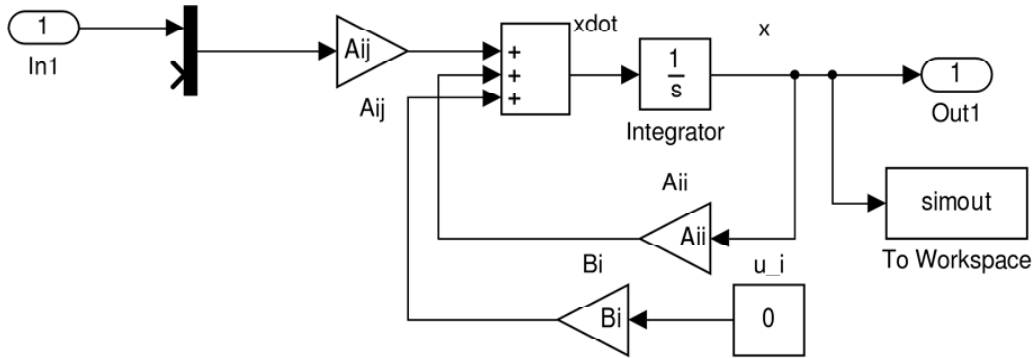 1
In1
Aij
Aij
+
+
+
xdot
1
s
Integrator
x
1
Out1
Aii
Aii
simout
To Workspace
Bi
Bi
u_i
0